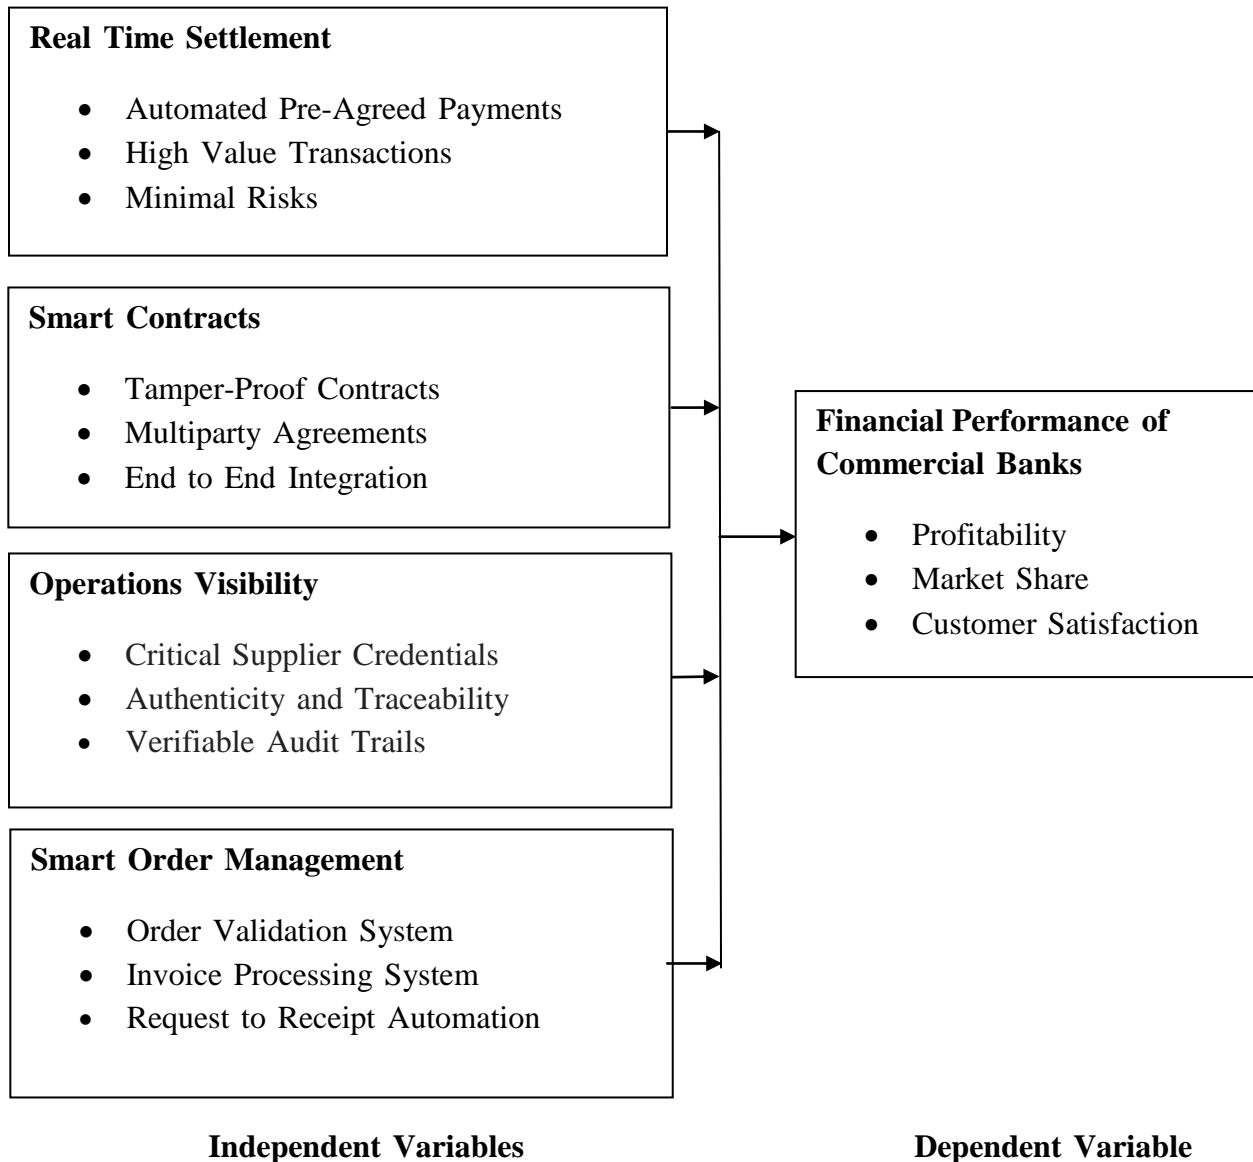 Real Time Settlement
• Automated Pre-Agreed Payments
• High Value Transactions
• Minimal Risks
Smart Contracts
• Tamper-Proof Contracts
• Multiparty Agreements
• End to End Integration
Operations Visibility
• Critical Supplier Credentials
• Authenticity and Traceability
• Verifiable Audit Trails
Smart Order Management
• Order Validation System
• Invoice Processing System
• Request to Receipt Automation
Independent Variables
Financial Performance of
Commercial Banks
• Profitability
• Market Share
• Customer Satisfaction
Dependent Variable